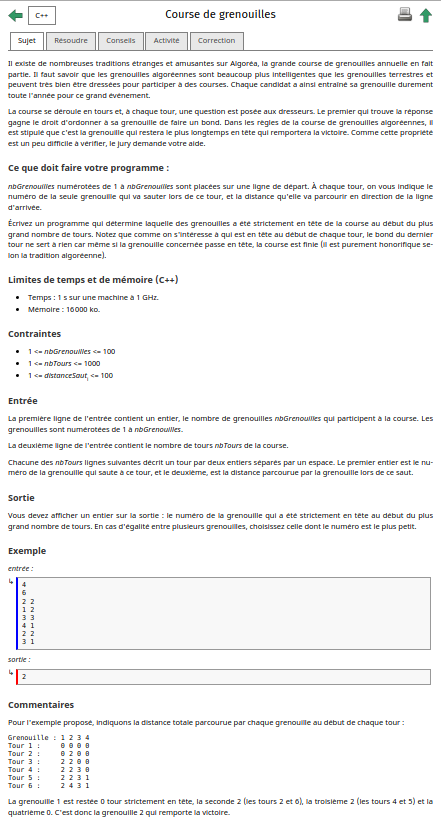 C++
Course de grenouilles
Sujet
Résoudre
Conseils
Activité
Correction
Il existe de nombreuses traditions étranges et amusantes sur Algoréa, la grande course de grenouilles annuelle en fait
partie. Il faut savoir que les grenouilles algoréennes sont beaucoup plus intelligentes que les grenouilles terrestres et
peuvent très bien être dressées pour participer à des courses. Chaque candidat a ainsi entraîné sa grenouille durement
toute l'année pour ce grand événement.
La course se déroule en tours et, à chaque tour, une question est posée aux dresseurs. Le premier qui trouve la réponse
gagne le droit d'ordonner à sa grenouille de faire un bond. Dans les règles de la course de grenouilles algoréennes, il
est stipulé que c'est la grenouille qui restera le plus longtemps en tête qui remportera la victoire. Comme cette propriété
est un peu difficile à vérifier, le jury demande votre aide.
Ce que doit faire votre programme :
nbGrenouilles numérotées de 1 à nbGrenouilles sont placées sur une ligne de départ. À chaque tour, on vous indique le
numéro de la seule grenouille qui va sauter lors de ce tour, et la distance qu'elle va parcourir en direction de la ligne
d'arrivée.
Écrivez un programme qui détermine laquelle des grenouilles a été strictement en tête de la course au début du plus
grand nombre de tours. Notez que comme on s'intéresse à qui est en tête au début de chaque tour, le bond du dernier
tour ne sert à rien car même si la grenouille concernée passe en tête, la course est finie (il est purement honorifique se-
lon la tradition algoréenne).
Limites de temps et de mémoire (C++)
• Temps : 1 s sur une machine à 1 GHz.
• Mémoire : 16 000 ko.
Contraintes
• 1 <= nbGrenouilles <= 100
• 1 <= nbTours <= 1000
• 1 <= distanceSautᵢ <= 100
Entrée
La première ligne de l'entrée contient un entier, le nombre de grenouilles nbGrenouilles qui participent à la course. Les
grenouilles sont numérotées de 1 à nbGrenouilles.
La deuxième ligne de l'entrée contient le nombre de tours nbTours de la course.
Chacune des nbTours lignes suivantes décrit un tour par deux entiers séparés par un espace. Le premier entier est le nu-
méro de la grenouille qui saute à ce tour, et le deuxième, est la distance parcourue par la grenouille lors de ce saut.
Sortie
Vous devez afficher un entier sur la sortie : le numéro de la grenouille qui a été strictement en tête au début du plus
grand nombre de tours. En cas d'égalité entre plusieurs grenouilles, choisissez celle dont le numéro est le plus petit.
Exemple
entrée :
4
6
2 2
1 2
3 3
4 1
2 2
3 1
sortie :
2
Commentaires
Pour l'exemple proposé, indiquons la distance totale parcourue par chaque grenouille au début de chaque tour :
Grenouille : 1 2 3 4
Tour 1 : 0 0 0 0
Tour 2 : 0 2 0 0
Tour 3 : 2 2 0 0
Tour 4 : 2 2 3 0
Tour 5 : 2 2 3 1
Tour 6 : 2 4 3 1
La grenouille 1 est restée 0 tour strictement en tête, la seconde 2 (les tours 2 et 6), la troisième 2 (les tours 4 et 5) et la
quatrième 0. C'est donc la grenouille 2 qui remporte la victoire.